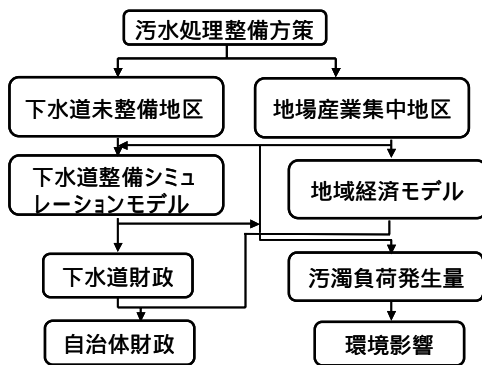 汚水処理整備方策
下水道未整備地区
地場産業集中地区
下水道整備シミュ
レーションモデル
地域経済モデル
下水道財政
汚濁負荷発生量
自治体財政
環境影響